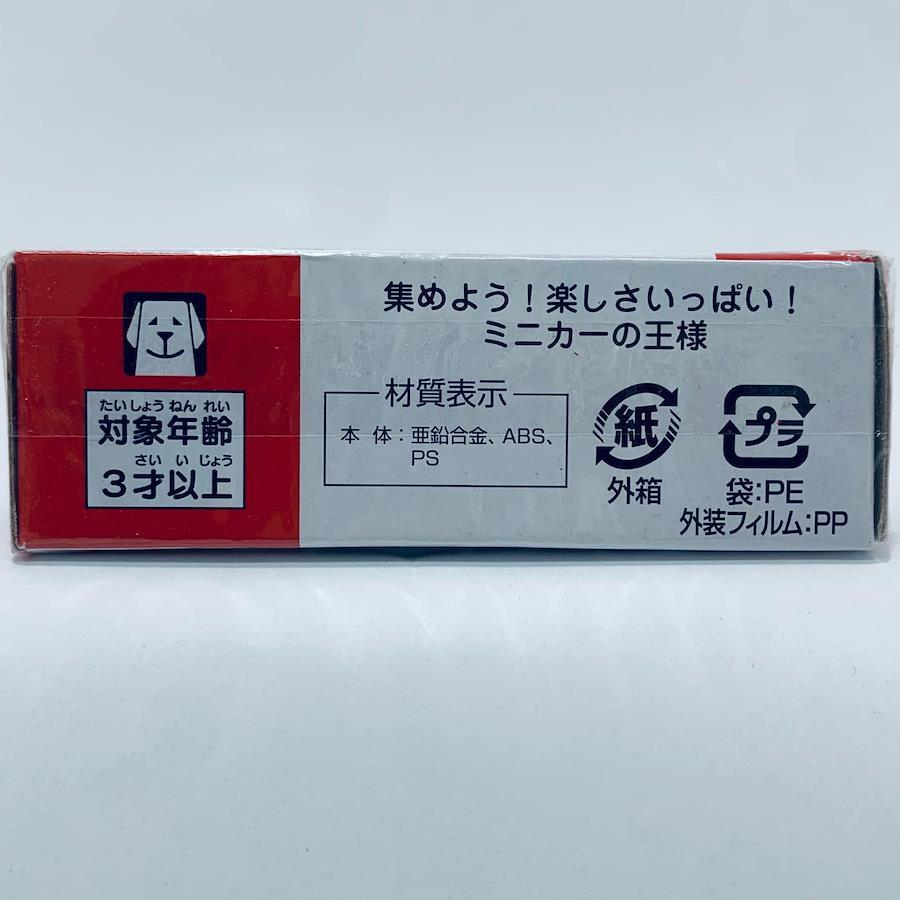 集めよう！楽しさいっぱい！
ミニカーの王様
たいしょうねんれい
対象年齢
さいいじょう
3才以上
材質表示
本 体：亜鉛合金、ABS、
PS
紙
外箱
プラ
袋:PE
外装フィルム:PP